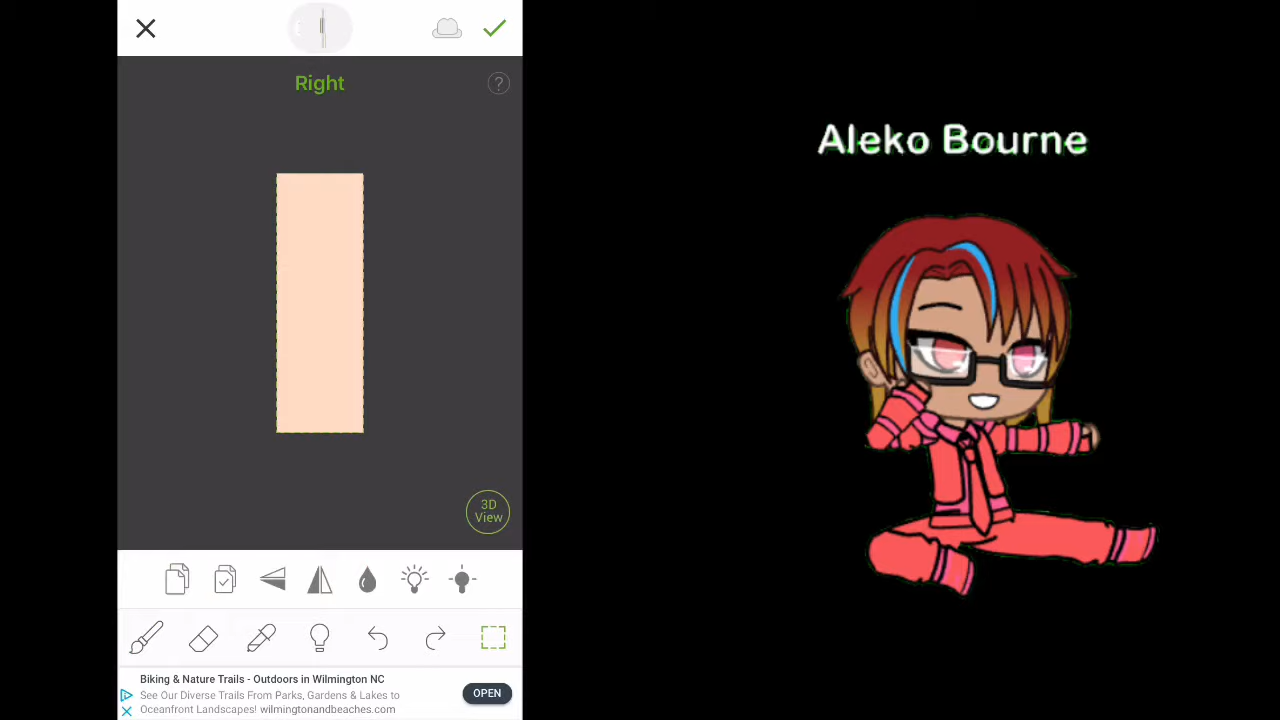 Right
?
Aleko Bourne
3D
View
Biking & Nature Trails - Outdoors in Wilmington NC
See Our Diverse Trails From Parks, Gardens & Lakes to
Oceanfront Landscapes! wilmingtonandbeaches.com
OPEN